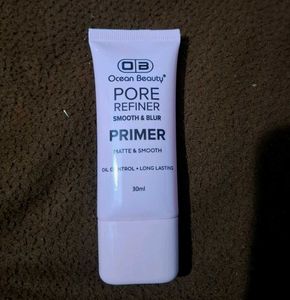 OB
Ocean Beauty®
PORE
REFINER
SMOOTH & BLUR
PRIMER
MATTE & SMOOTH
OIL CONTROL • LONG LASTING
30ml